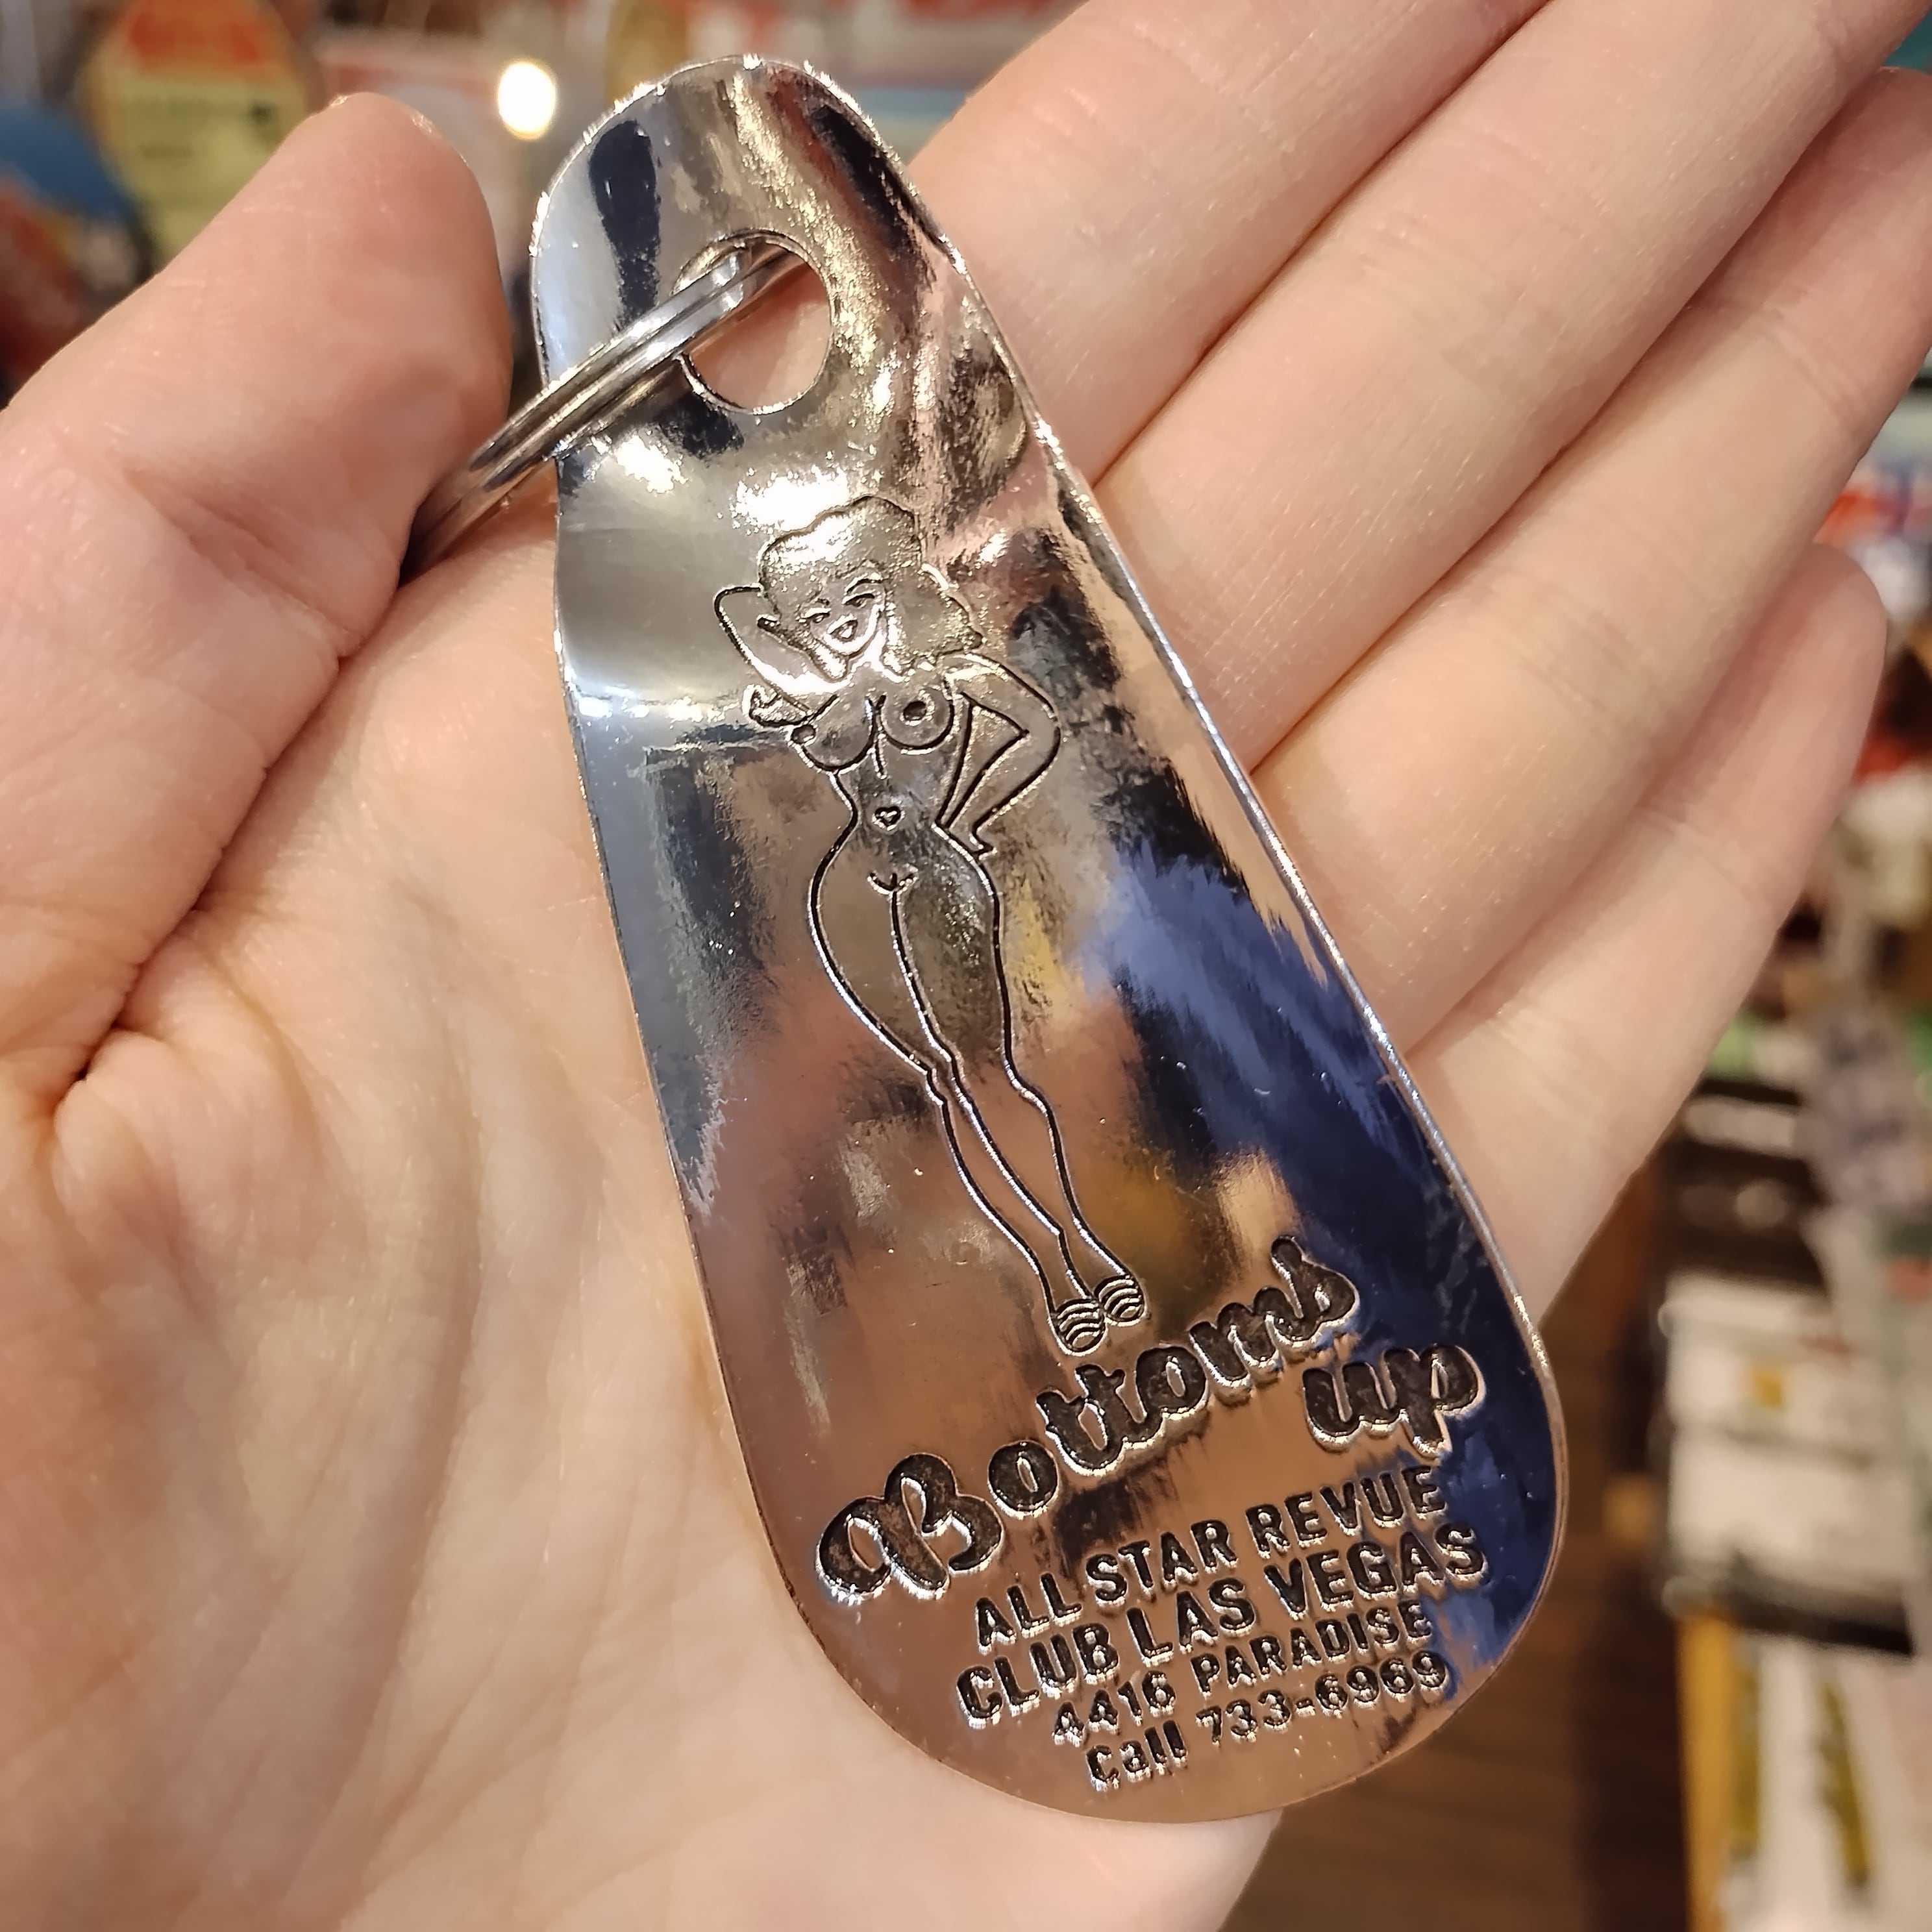 Bottoms
up
ALL STAR REVUE
CLUB LAS VEGAS
4416 PARADISE
Call 733-6969